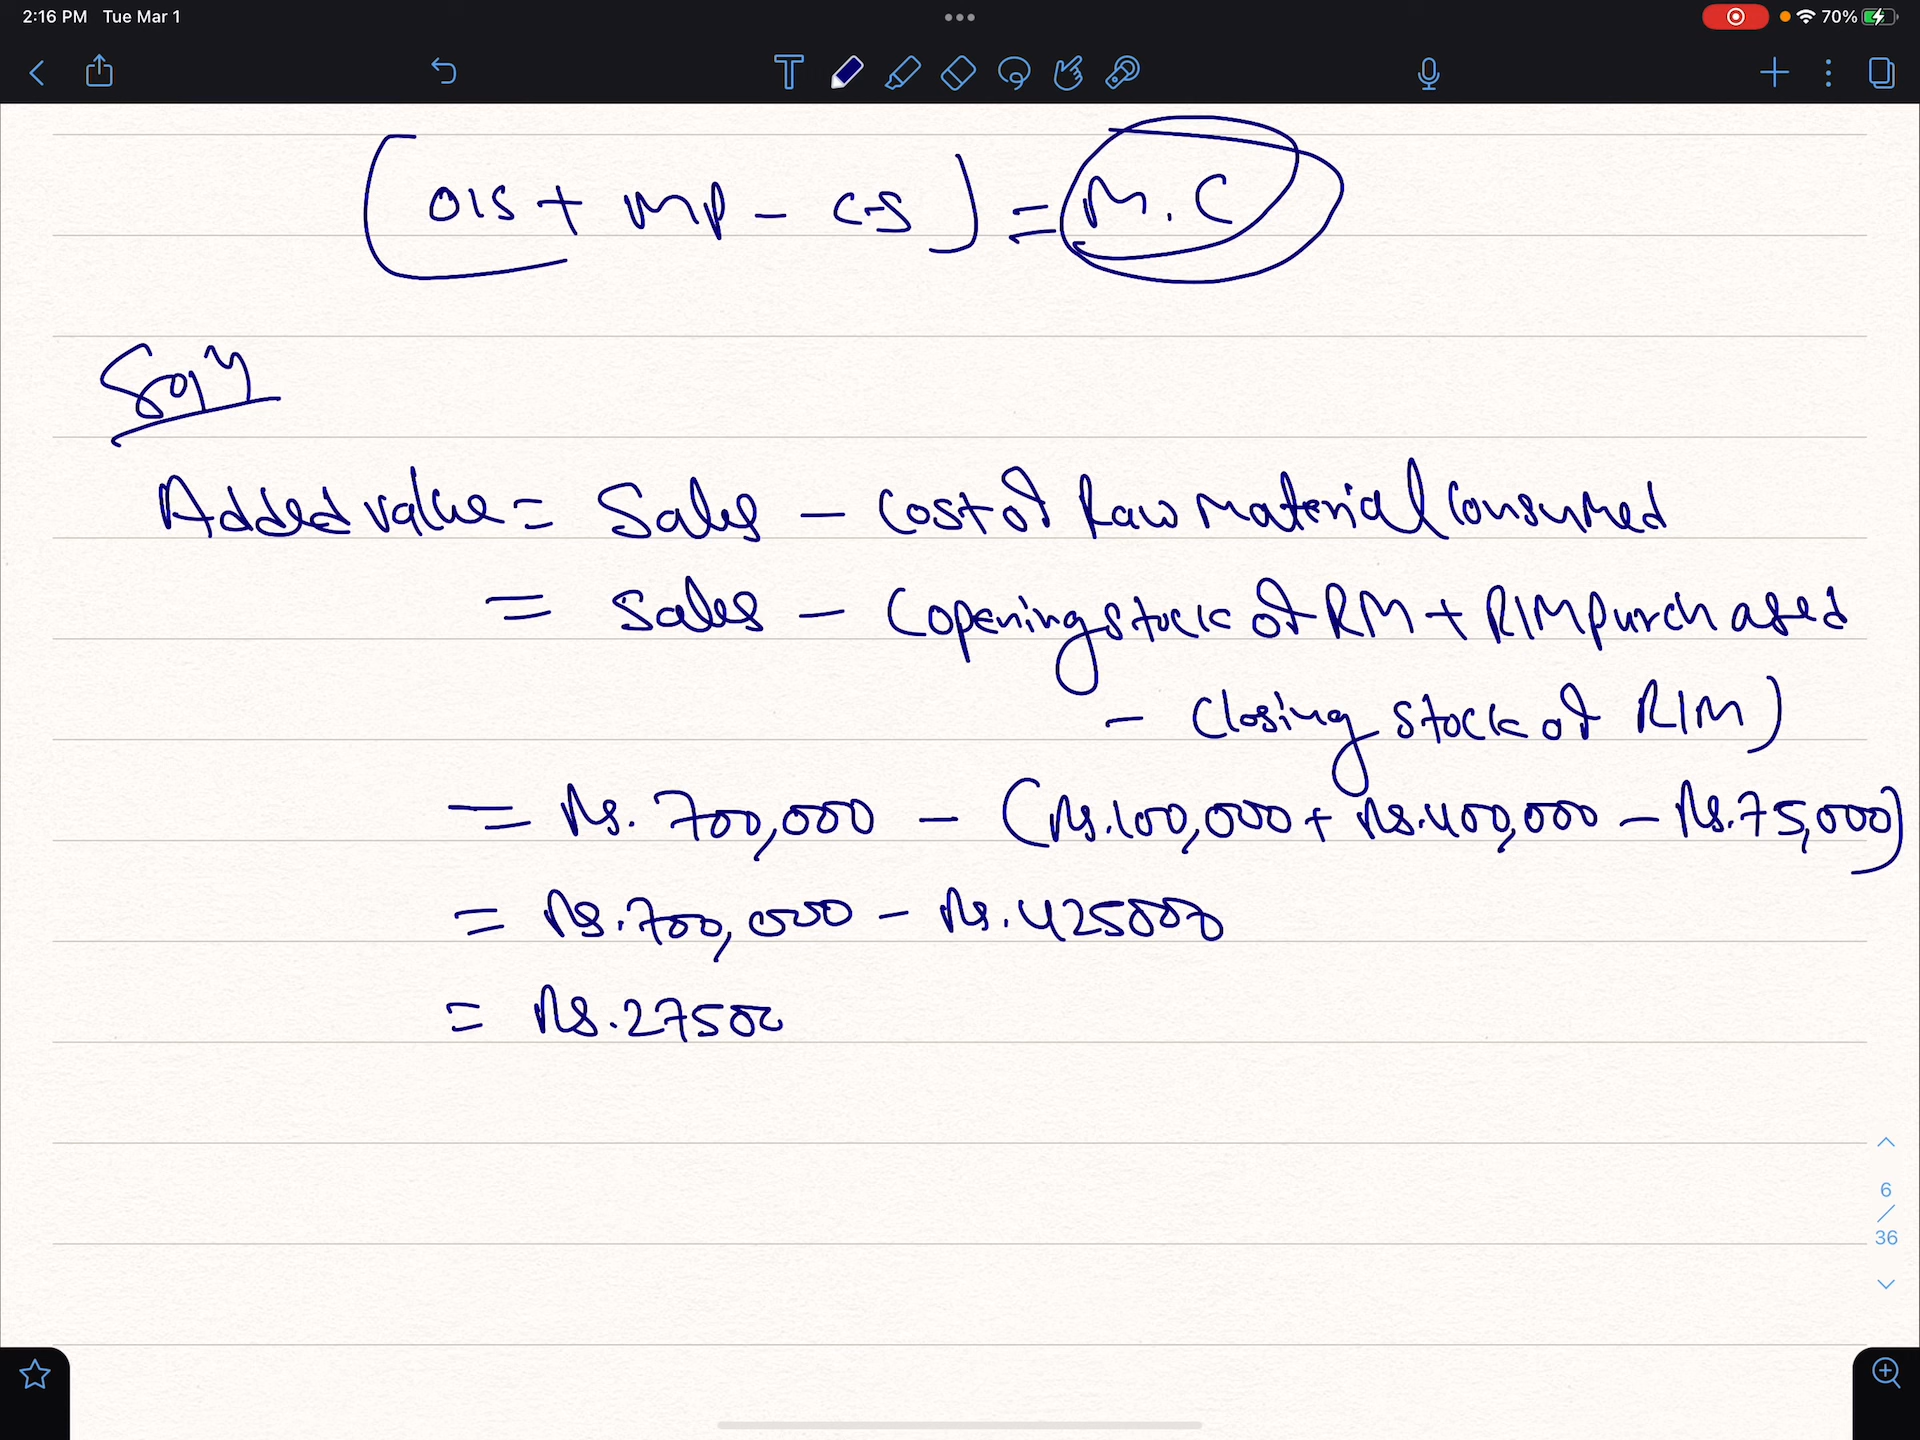 2:16 PM Tue Mar 1
70%
(O/S + MP - C-S) = M.C
Solⁿ
Added value = Sales - Cost of Raw material Consumed
= Sales - (opening stock of RM + R/M purchased
- Closing stock of R/M)
= Rs. 700,000 - (Rs.100,000 + Rs.400,000 - Rs.75,000)
= Rs.700,000 - Rs.425000
= Rs.27500
6
/
36